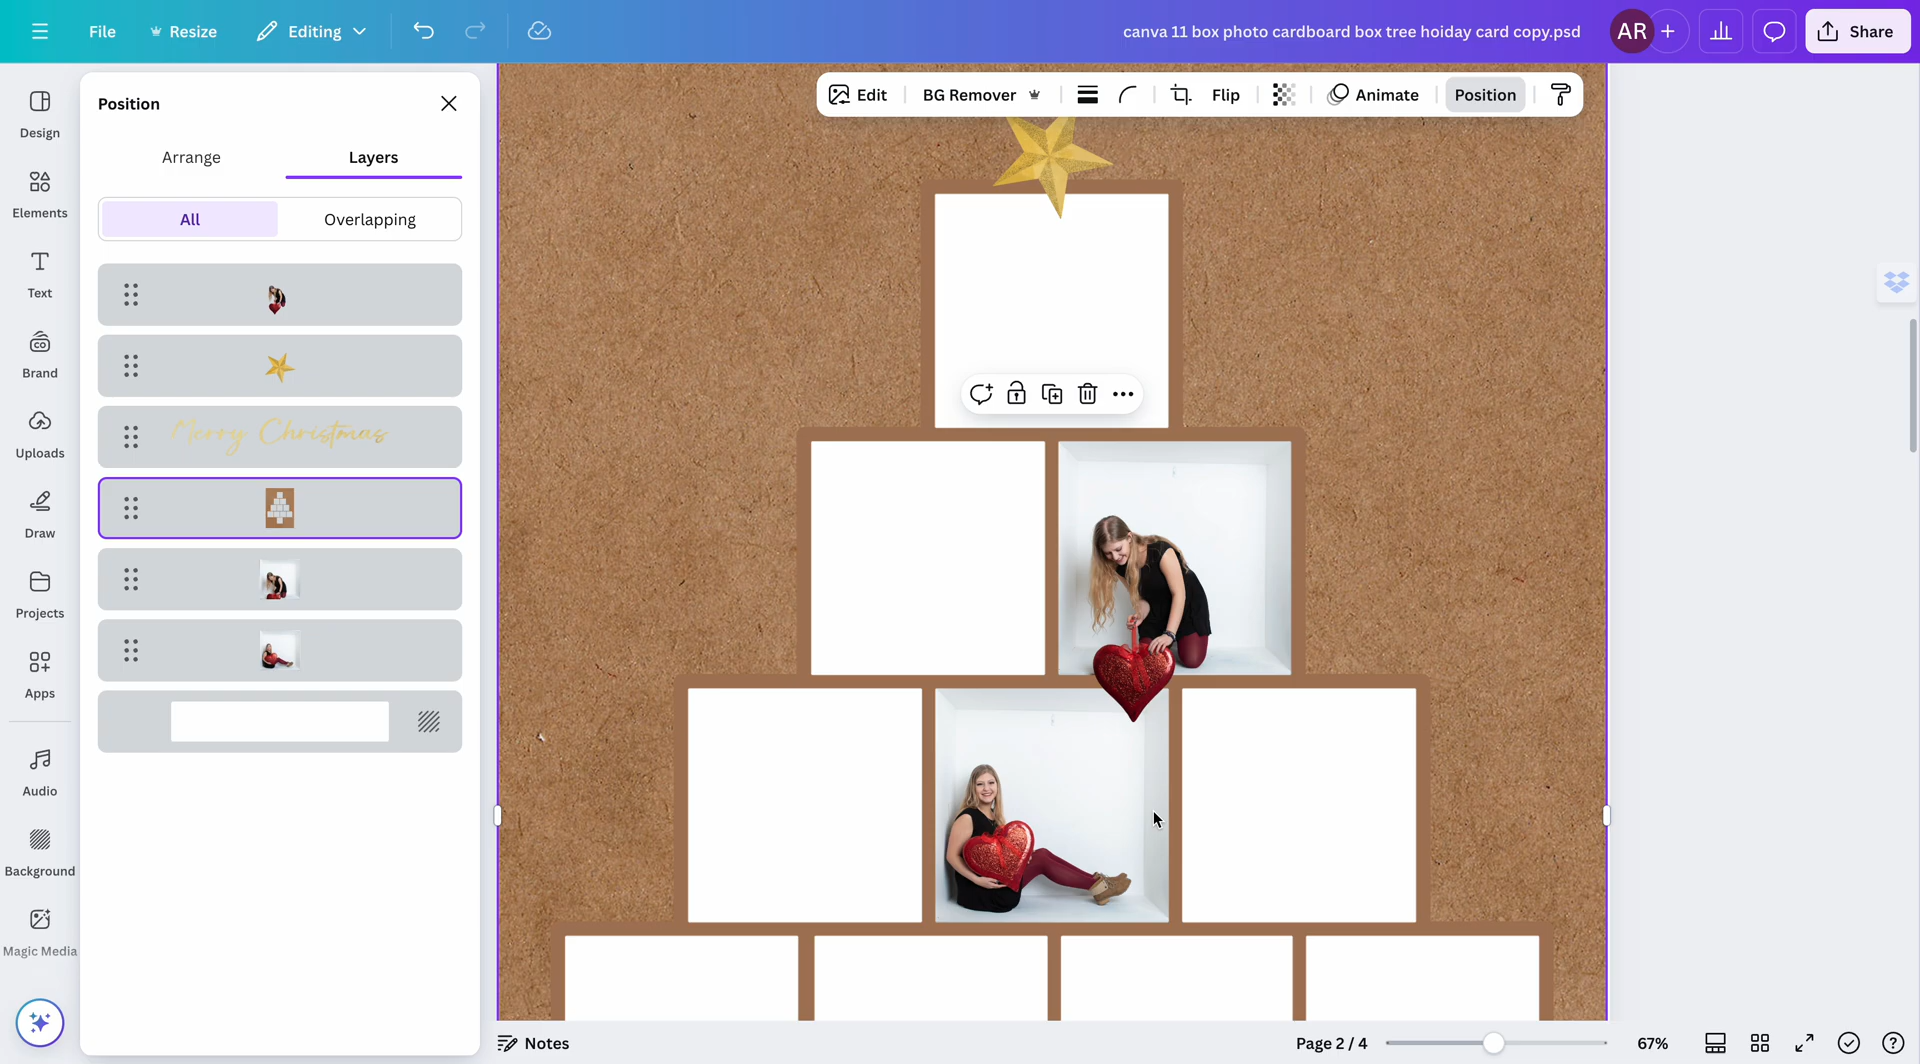 File
Resize
Editing
canva 11 box photo cardboard box tree hoiday card copy.psd
AR
Share
Design
Elements
Text
Brand
Uploads
Draw
Projects
Apps
Audio
Background
Magic Media
Position
Arrange
Layers
All
Overlapping
Merry Christmas
Edit
BG Remover
Flip
Animate
Position
Notes
Page 2 / 4
67%